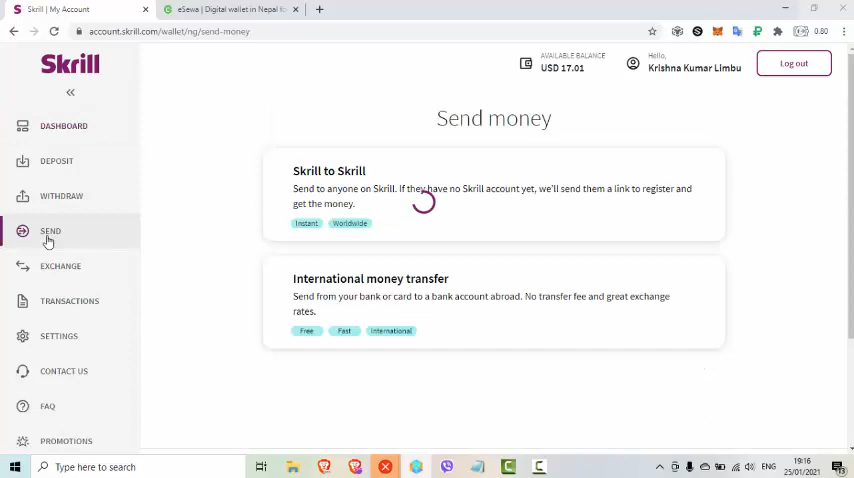 Skrill | My Account
eSewa | Digital wallet in Nepal fo
account.skrill.com/wallet/ng/send-money
0.80
Skrill
AVAILABLE BALANCE
USD 17.01
Hello,
Krishna Kumar Limbu
Log out
DASHBOARD
DEPOSIT
WITHDRAW
SEND
EXCHANGE
TRANSACTIONS
SETTINGS
CONTACT US
FAQ
PROMOTIONS
Send money
Skrill to Skrill
Send to anyone on Skrill. If they have no Skrill account yet, we'll send them a link to register and
get the money.
Instant Worldwide
International money transfer
Send from your bank or card to a bank account abroad. No transfer fee and great exchange
rates.
Free Fast International
Type here to search
ENG
19:16
25/01/2021